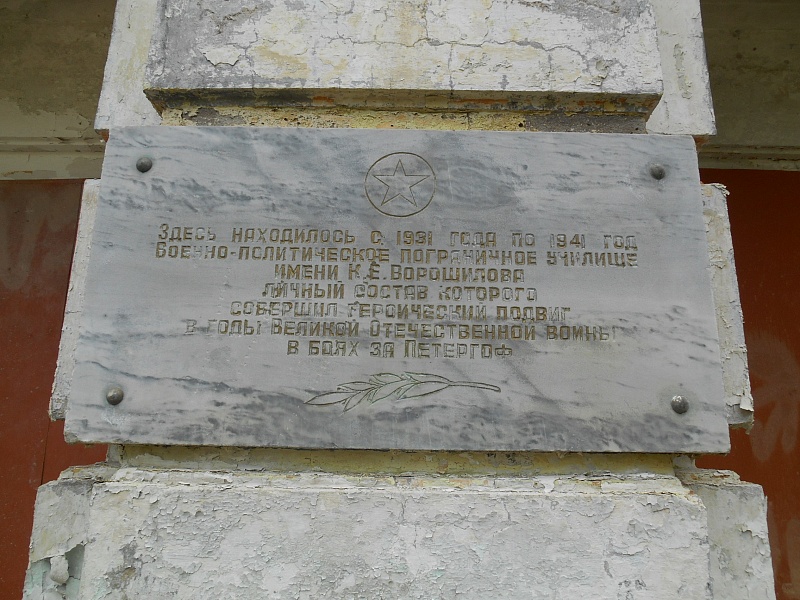 Здесь находилось с 1931 года по 1941 год
военно-политическое пограничное училище
имени К.Е.Ворошилова
личный состав которого
совершил героический подвиг
в годы Великой Отечественной войны
в боях за Петергоф